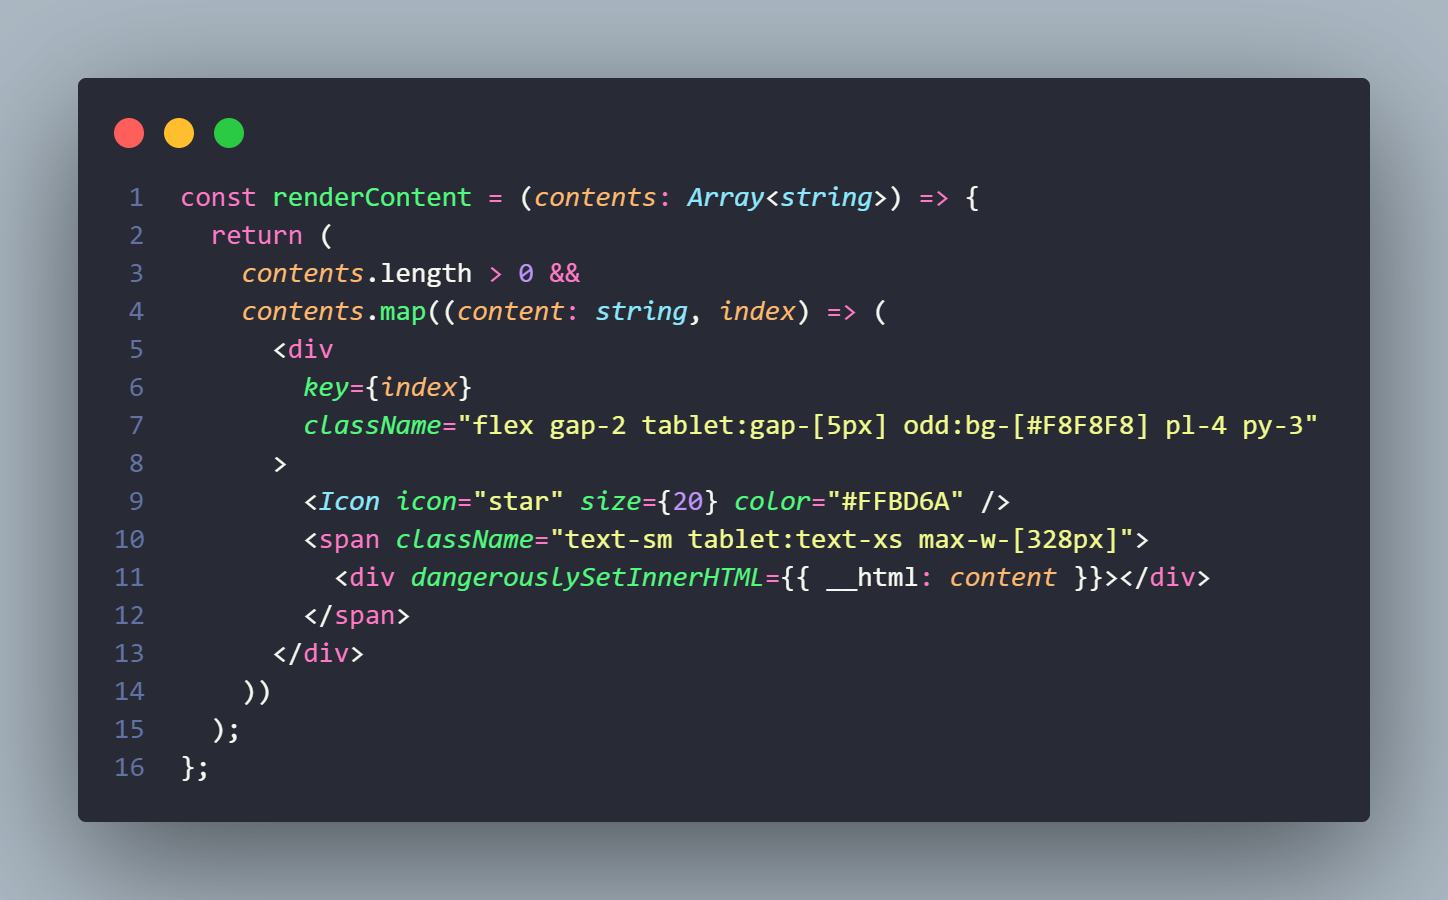 1 const renderContent = (contents: Array<string>) => {
2   return (
3     contents.length > 0 &&
4     contents.map((content: string, index) => (
5       <div
6         key={index}
7         className="flex gap-2 tablet:gap-[5px] odd:bg-[#F8F8F8] pl-4 py-3"
8       >
9         <Icon icon="star" size={20} color="#FFBD6A" />
10         <span className="text-sm tablet:text-xs max-w-[328px]">
11           <div dangerouslySetInnerHTML={{ __html: content }}></div>
12         </span>
13       </div>
14     ))
15   );
16 };